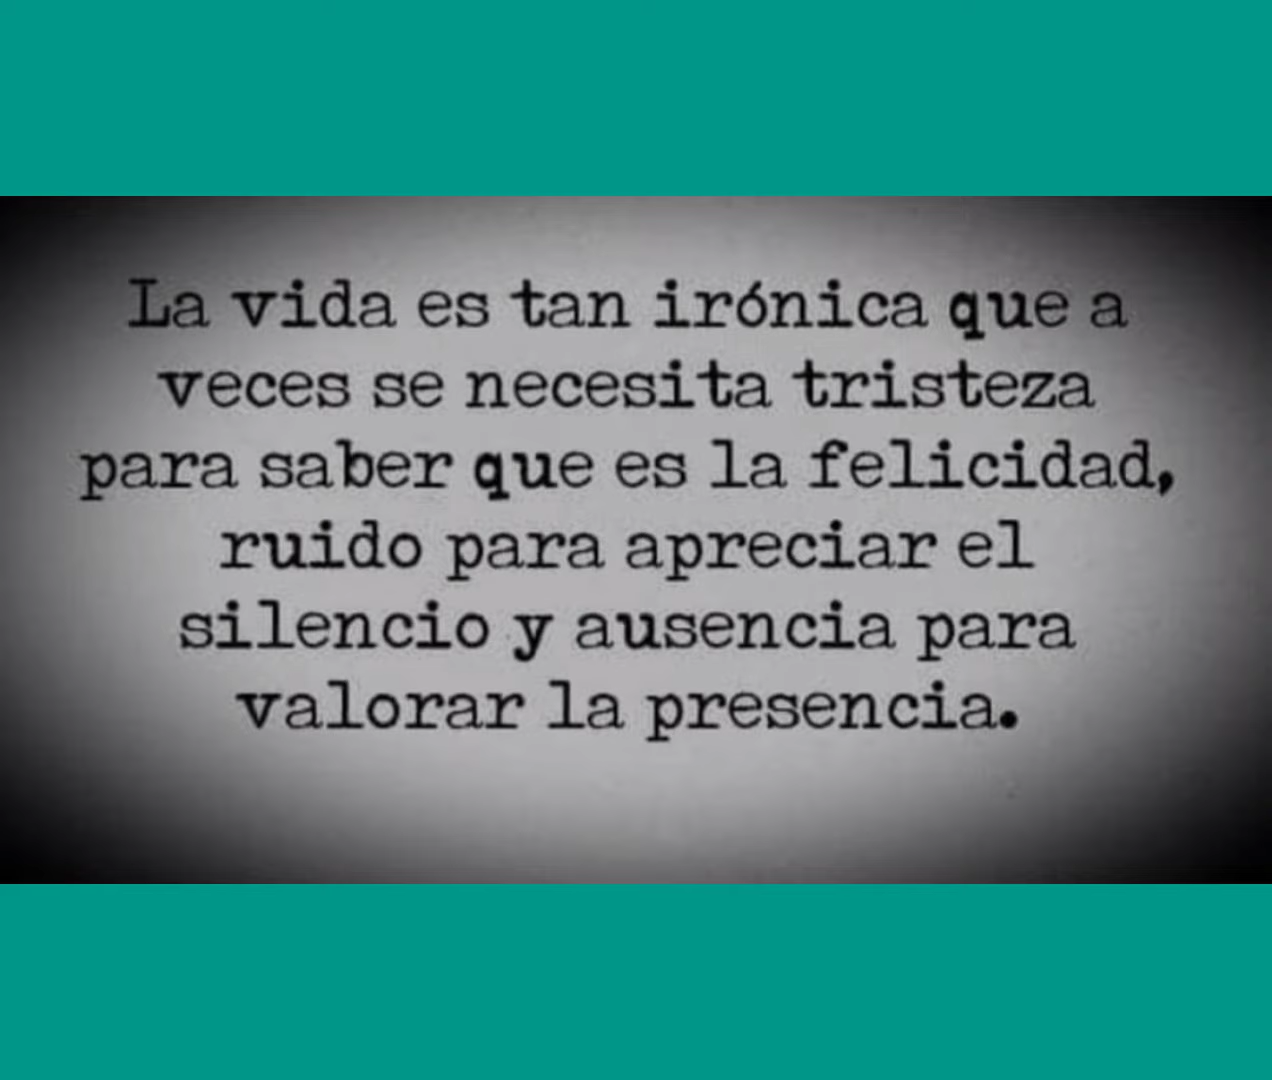 La vida es tan irónica que a
veces se necesita tristeza
para saber que es la felicidad,
ruido para apreciar el
silencio y ausencia para
valorar la presencia.